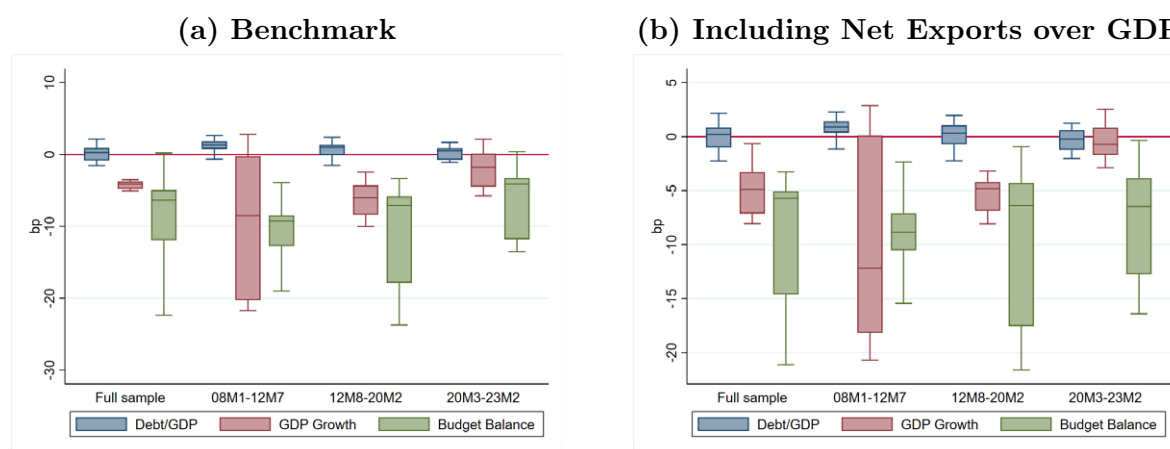 (a) Benchmark
10
0
-10
-20
-30
bp
Full sample 08M1-12M7 12M8-20M2 20M3-23M2
Debt/GDP GDP Growth Budget Balance
(b) Including Net Exports over GDP
5
0
-5
-10
-15
-20
bp
Full sample 08M1-12M7 12M8-20M2 20M3-23M2
Debt/GDP GDP Growth Budget Balance